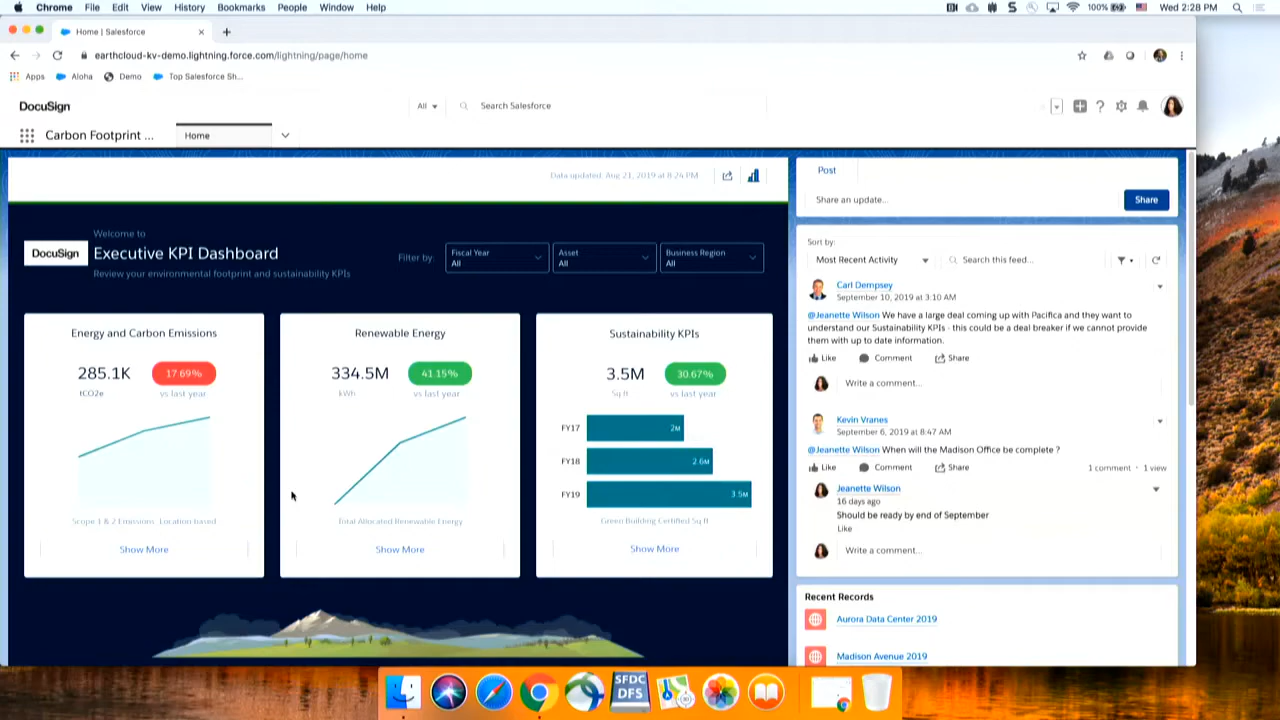 Chrome File Edit View History Bookmarks People Window Help 100% Wed 2:28 PM
Home | Salesforce
earthcloud-kv-demo.lightning.force.com/lightning/page/home
Apps Aloha Demo Top Salesforce Sh...
DocuSign All Search Salesforce
Carbon Footprint ... Home
Data updated: Aug 21, 2019 at 8:24 PM
Welcome to
DocuSign
Executive KPI Dashboard
Review your environmental footprint and sustainability KPIs
Filter by:
Fiscal Year
All
Asset
All
Business Region
All
Energy and Carbon Emissions
285.1K 17.69%
tCO2e vs last year
Scope 1 & 2 Emissions Location based
Show More
Renewable Energy
334.5M 41.15%
kWh vs last year
Total Allocated Renewable Energy
Show More
Sustainability KPIs
3.5M 30.67%
Sq ft vs last year
FY17 2M
FY18 2.6M
FY19 3.5M
Green Building Certified Sq ft
Show More
Post
Share an update... Share
Sort by:
Most Recent Activity Search this feed...
Carl Dempsey
September 10, 2019 at 3:10 AM
@Jeanette Wilson We have a large deal coming up with Pacifica and they want to
understand our Sustainability KPIs - this could be a deal breaker if we cannot provide
them with up to date information.
Like Comment Share
Write a comment...
Kevin Vranes
September 6, 2019 at 8:47 AM
@Jeanette Wilson When will the Madison Office be complete ?
Like Comment Share 1 comment · 1 view
Jeanette Wilson
16 days ago
Should be ready by end of September
Like
Write a comment...
Recent Records
Aurora Data Center 2019
Madison Avenue 2019
SFDC
DFS